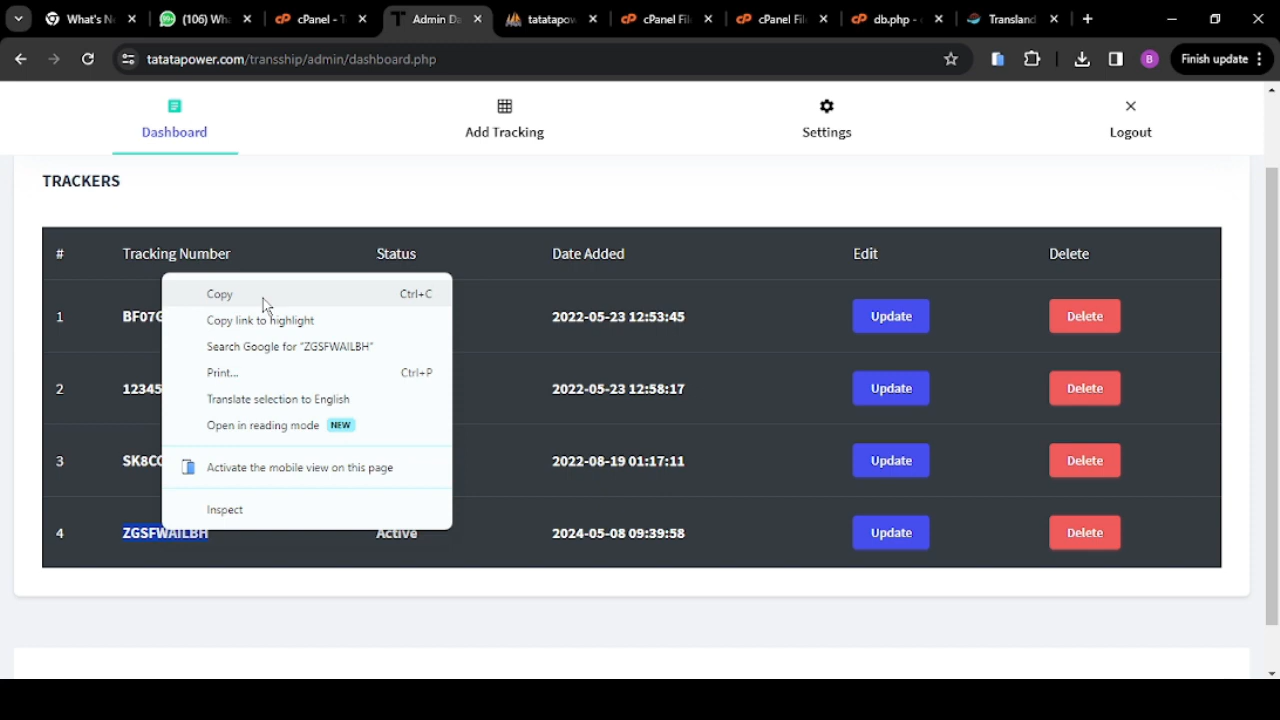 What's Ne
(106) Wha
cPanel - T
Admin Da
tatatapow
cPanel Fil
cPanel Fil
db.php -
Transland
tatatapower.com/transship/admin/dashboard.php
B
Finish update
Dashboard
Add Tracking
Settings
Logout
TRACKERS
# Tracking Number Status Date Added Edit Delete
1 BF07G 2022-05-23 12:53:45 Update Delete
2 12345 2022-05-23 12:58:17 Update Delete
3 SK8CO 2022-08-19 01:17:11 Update Delete
4 ZGSFWAILBH Active 2024-05-08 09:39:58 Update Delete
Copy Ctrl+C
Copy link to highlight
Search Google for "ZGSFWAILBH"
Print... Ctrl+P
Translate selection to English
Open in reading mode NEW
Activate the mobile view on this page
Inspect